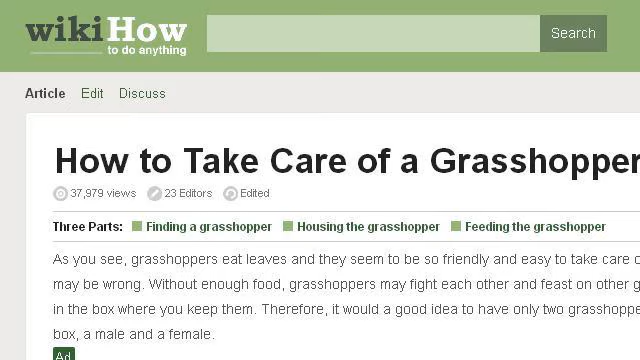 wikiHow
to do anything
Search
Article Edit Discuss
How to Take Care of a Grasshopper
37,979 views 23 Editors Edited
Three Parts: Finding a grasshopper Housing the grasshopper Feeding the grasshopper
As you see, grasshoppers eat leaves and they seem to be so friendly and easy to take care
may be wrong. Without enough food, grasshoppers may fight each other and feast on other
in the box where you keep them. Therefore, it would a good idea to have only two
box, a male and a female.
Ad